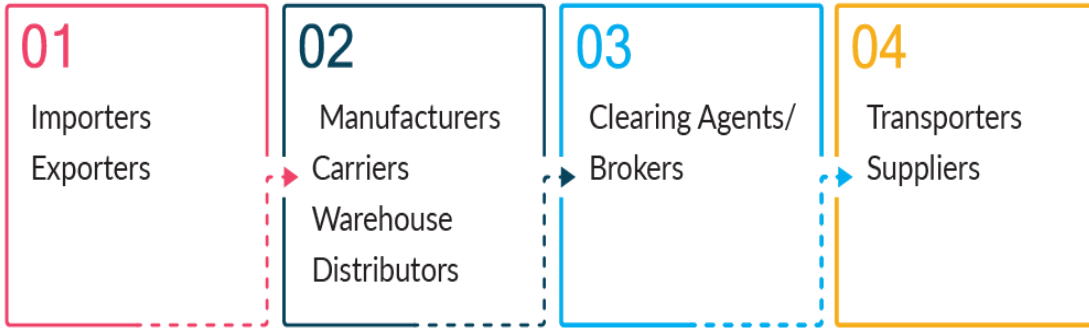 01
Importers
Exporters
02
Manufacturers
Carriers
Warehouse
Distributors
03
Clearing Agents/
Brokers
04
Transporters
Suppliers